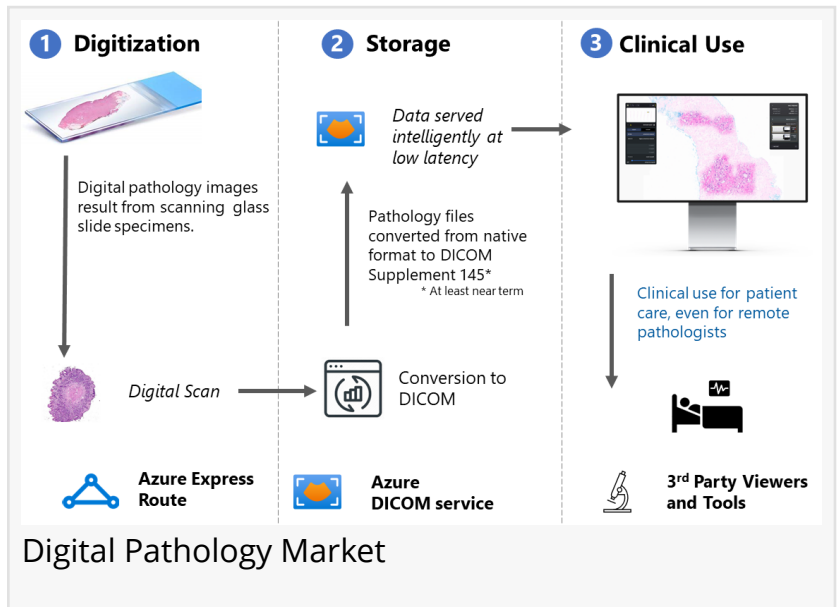 1 Digitization
Digital pathology images
result from scanning glass
slide specimens.
Digital Scan
Azure Express
Route
2 Storage
Data served
intelligently at
low latency
Pathology files
converted from native
format to DICOM
Supplement 145*
* At least near term
Conversion to
DICOM
Azure
DICOM service
3 Clinical Use
Clinical use for patient
care, even for remote
pathologists
3rd Party Viewers
and Tools
Digital Pathology Market